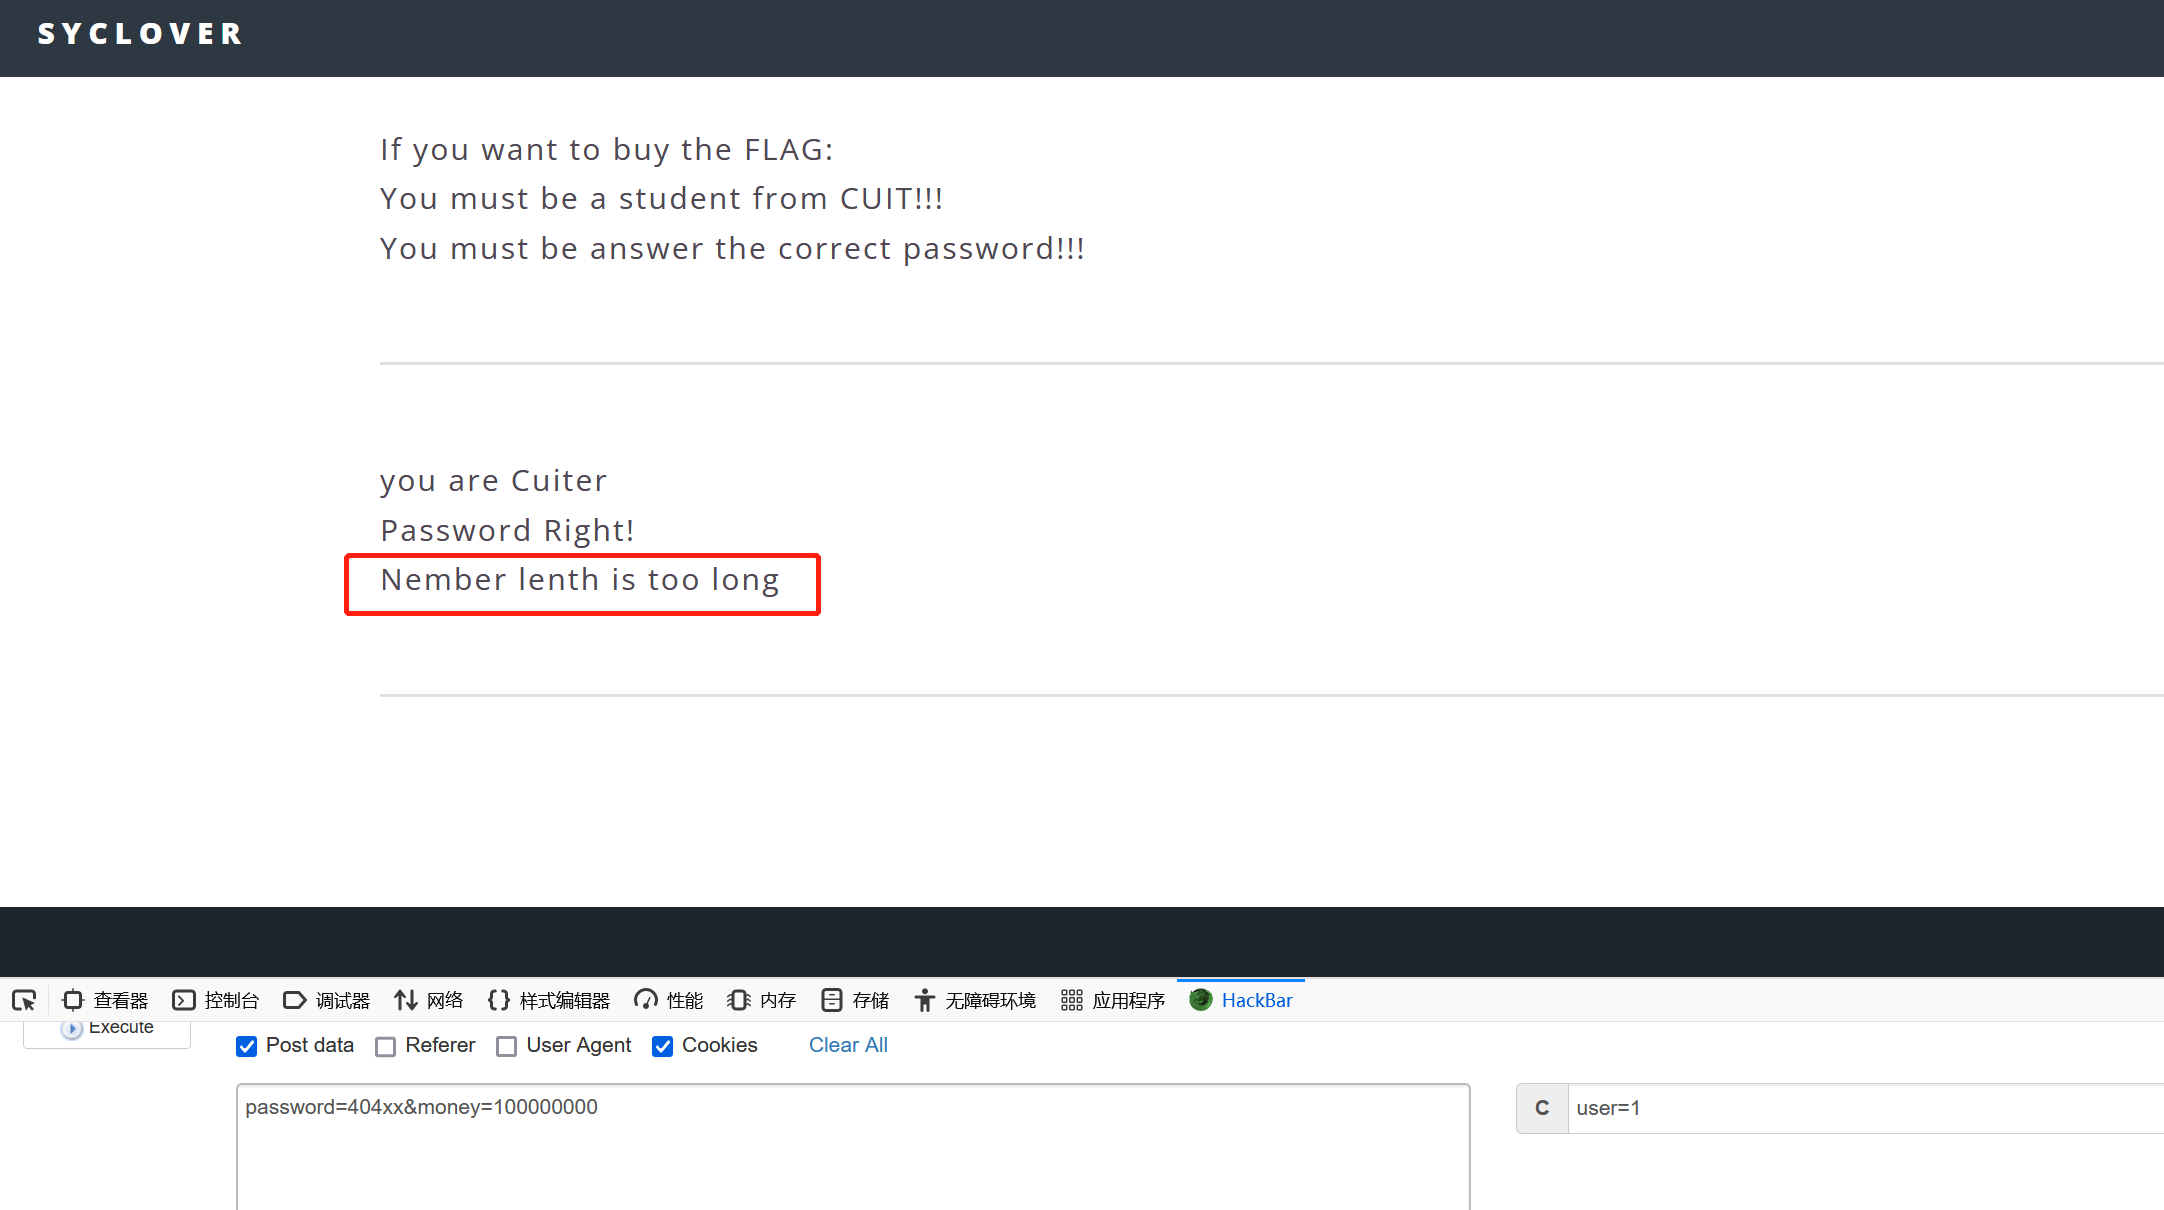 SYCLOVER
If you want to buy the FLAG:
You must be a student from CUIT!!!
You must be answer the correct password!!!
you are Cuiter
Password Right!
Nember lenth is too long
查看器 控制台 调试器 网络 样式编辑器 性能 内存 存储 无障碍环境 应用程序 HackBar
Execute
Post data Referer User Agent Cookies Clear All
password=404xx&money=100000000
C user=1